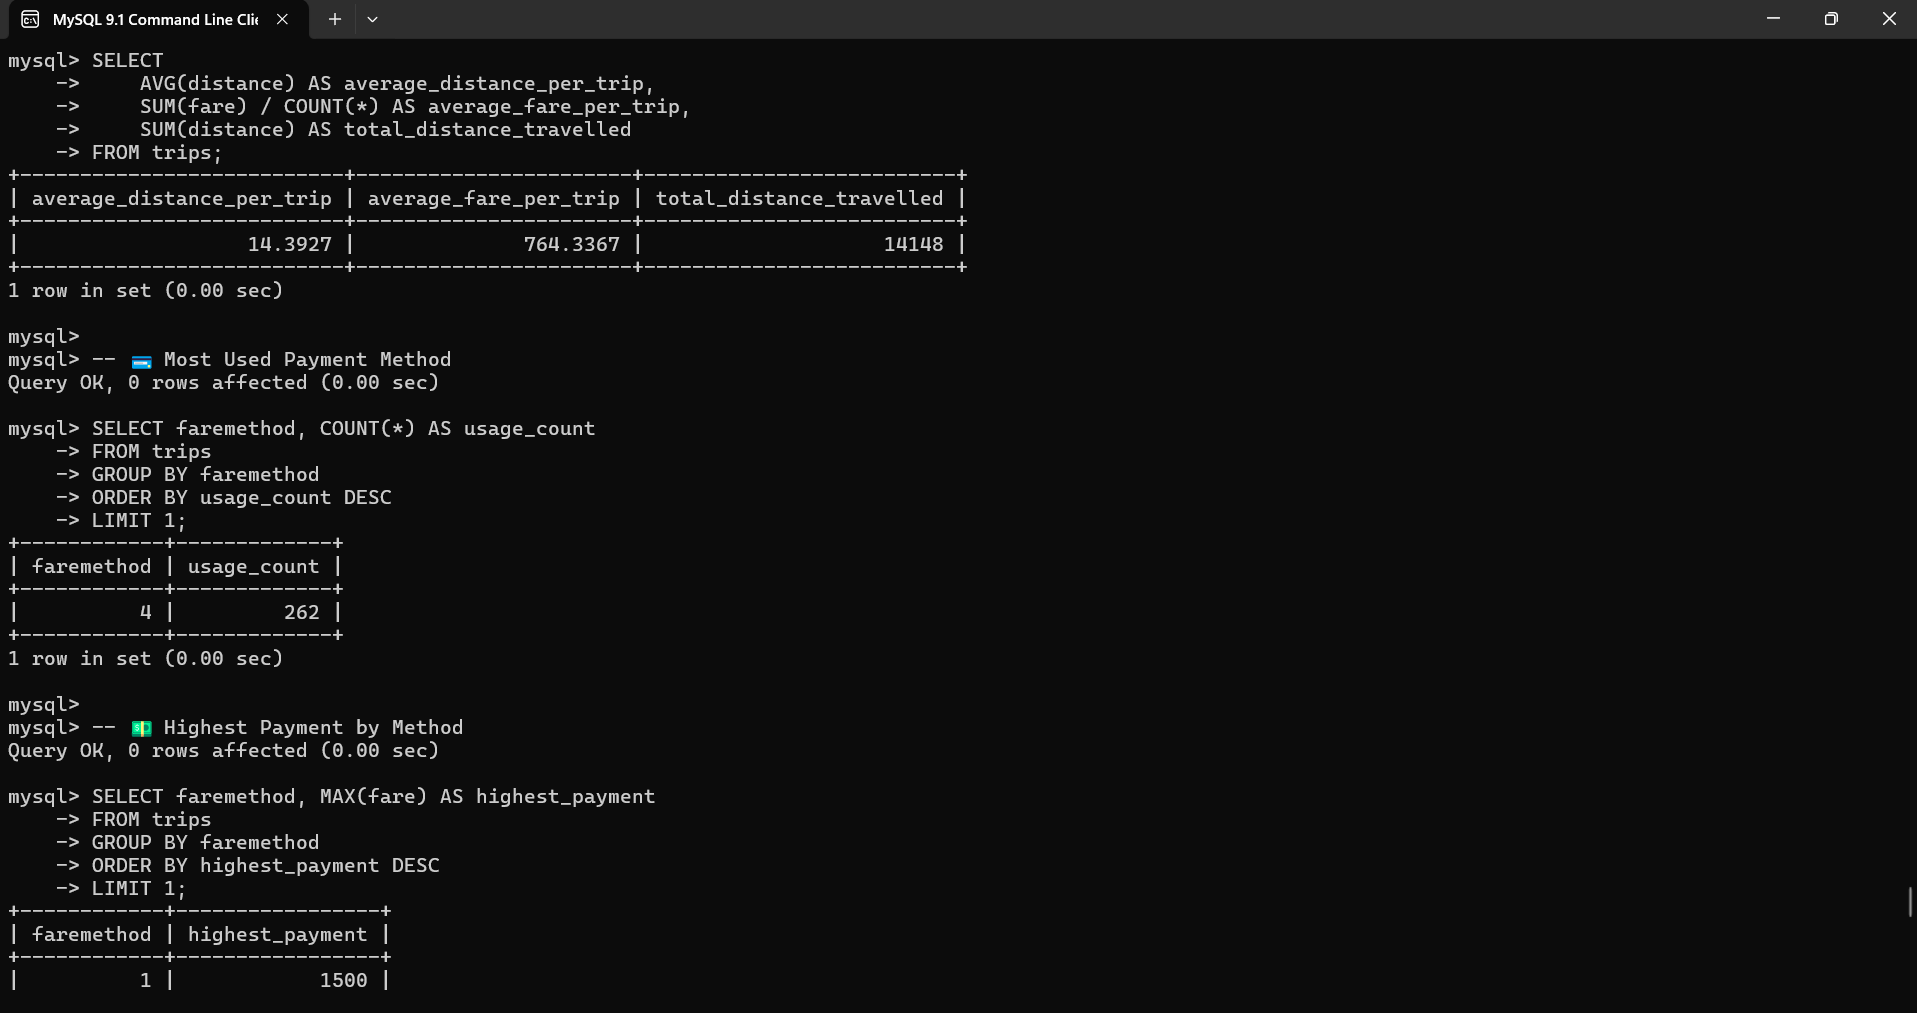 MySQL 9.1 Command Line Clie
mysql> SELECT
    ->     AVG(distance) AS average_distance_per_trip,
    ->     SUM(fare) / COUNT(*) AS average_fare_per_trip,
    ->     SUM(distance) AS total_distance_travelled
    -> FROM trips;
+---------------------------+-----------------------+--------------------------+
| average_distance_per_trip | average_fare_per_trip | total_distance_travelled |
+---------------------------+-----------------------+--------------------------+
|                   14.3927 |              764.3367 |                    14148 |
+---------------------------+-----------------------+--------------------------+
1 row in set (0.00 sec)
mysql>
mysql> -- 💳 Most Used Payment Method
Query OK, 0 rows affected (0.00 sec)
mysql> SELECT faremethod, COUNT(*) AS usage_count
    -> FROM trips
    -> GROUP BY faremethod
    -> ORDER BY usage_count DESC
    -> LIMIT 1;
+------------+-------------+
| faremethod | usage_count |
+------------+-------------+
|          4 |         262 |
+------------+-------------+
1 row in set (0.00 sec)
mysql>
mysql> -- 💵 Highest Payment by Method
Query OK, 0 rows affected (0.00 sec)
mysql> SELECT faremethod, MAX(fare) AS highest_payment
    -> FROM trips
    -> GROUP BY faremethod
    -> ORDER BY highest_payment DESC
    -> LIMIT 1;
+------------+-----------------+
| faremethod | highest_payment |
+------------+-----------------+
|          1 |            1500 |